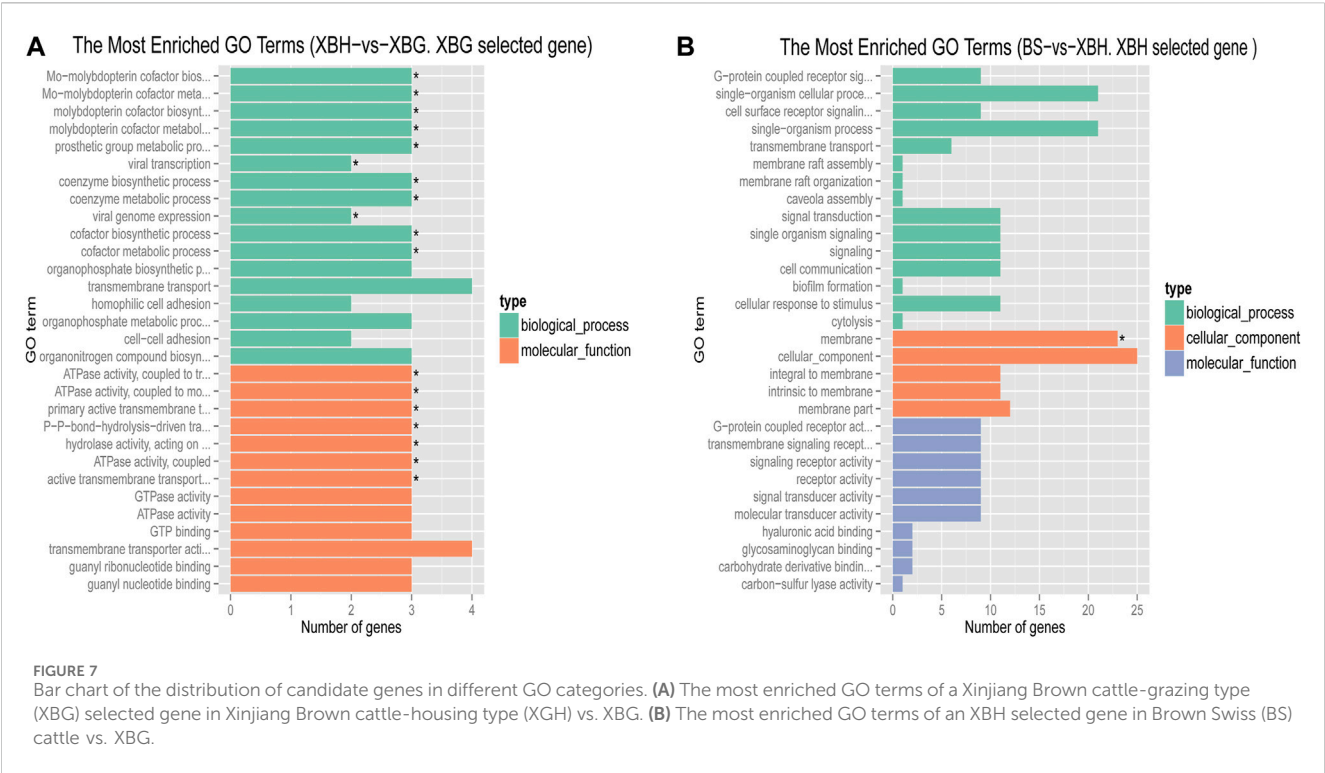 A The Most Enriched GO Terms (XBH−vs−XBG. XBG selected gene)
GO term
Mo−molybdopterin cofactor bios...
Mo−molybdopterin cofactor meta...
molybdopterin cofactor biosynt...
molybdopterin cofactor metabol...
prosthetic group metabolic pro...
viral transcription
coenzyme biosynthetic process
coenzyme metabolic process
viral genome expression
cofactor biosynthetic process
cofactor metabolic process
organophosphate biosynthetic p...
transmembrane transport
homophilic cell adhesion
organophosphate metabolic proc...
cell−cell adhesion
organonitrogen compound biosyn...
ATPase activity, coupled to tr...
ATPase activity, coupled to mo...
primary active transmembrane t...
P−P−bond−hydrolysis−driven tra...
hydrolase activity, acting on ...
ATPase activity, coupled
active transmembrane transport...
GTPase activity
ATPase activity
GTP binding
transmembrane transporter acti...
guanyl ribonucleotide binding
guanyl nucleotide binding
* * * * * * * * * * * * * * * * * *
0 1 2 3 4
Number of genes
type
biological_process
molecular_function
B The Most Enriched GO Terms (BS−vs−XBH. XBH selected gene )
GO term
G−protein coupled receptor sig...
single−organism cellular proce...
cell surface receptor signalin...
single−organism process
transmembrane transport
membrane raft assembly
membrane raft organization
caveola assembly
signal transduction
single organism signaling
signaling
cell communication
biofilm formation
cellular response to stimulus
cytolysis
membrane *
cellular_component
integral to membrane
intrinsic to membrane
membrane part
G−protein coupled receptor act...
transmembrane signaling recept...
signaling receptor activity
receptor activity
signal transducer activity
molecular transducer activity
hyaluronic acid binding
glycosaminoglycan binding
carbohydrate derivative bindin...
carbon−sulfur lyase activity
0 5 10 15 20 25
Number of genes
type
biological_process
cellular_component
molecular_function
FIGURE 7
Bar chart of the distribution of candidate genes in different GO categories. (A) The most enriched GO terms of a Xinjiang Brown cattle-grazing type
(XBG) selected gene in Xinjiang Brown cattle-housing type (XGH) vs. XBG. (B) The most enriched GO terms of an XBH selected gene in Brown Swiss (BS)
cattle vs. XBG.